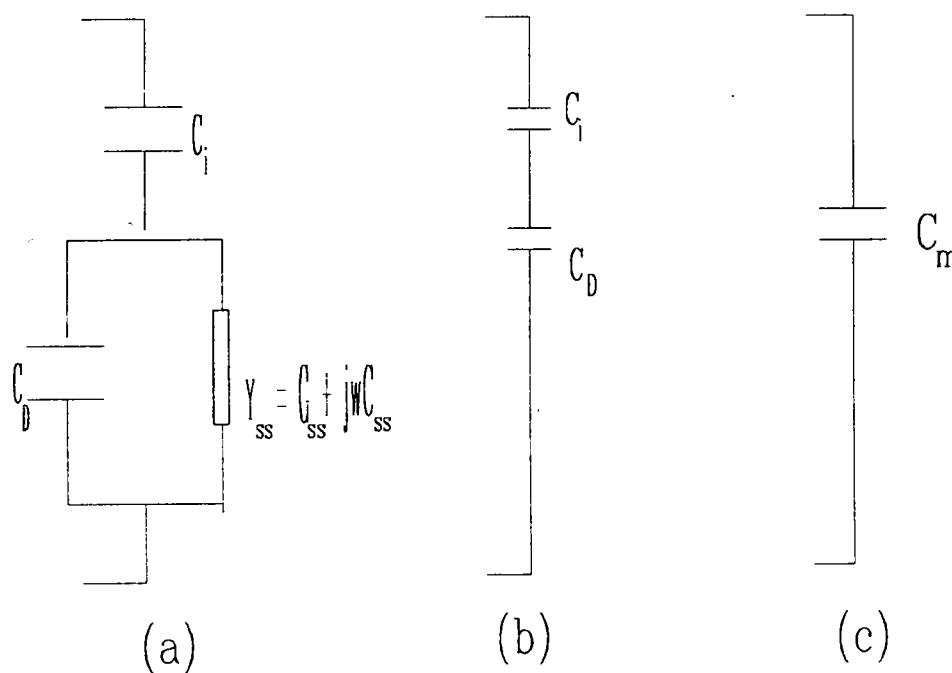 C_i
C_D
Y_ss = G_ss + jwC_ss
(a)
C_i
C_D
(b)
C_m
(c)